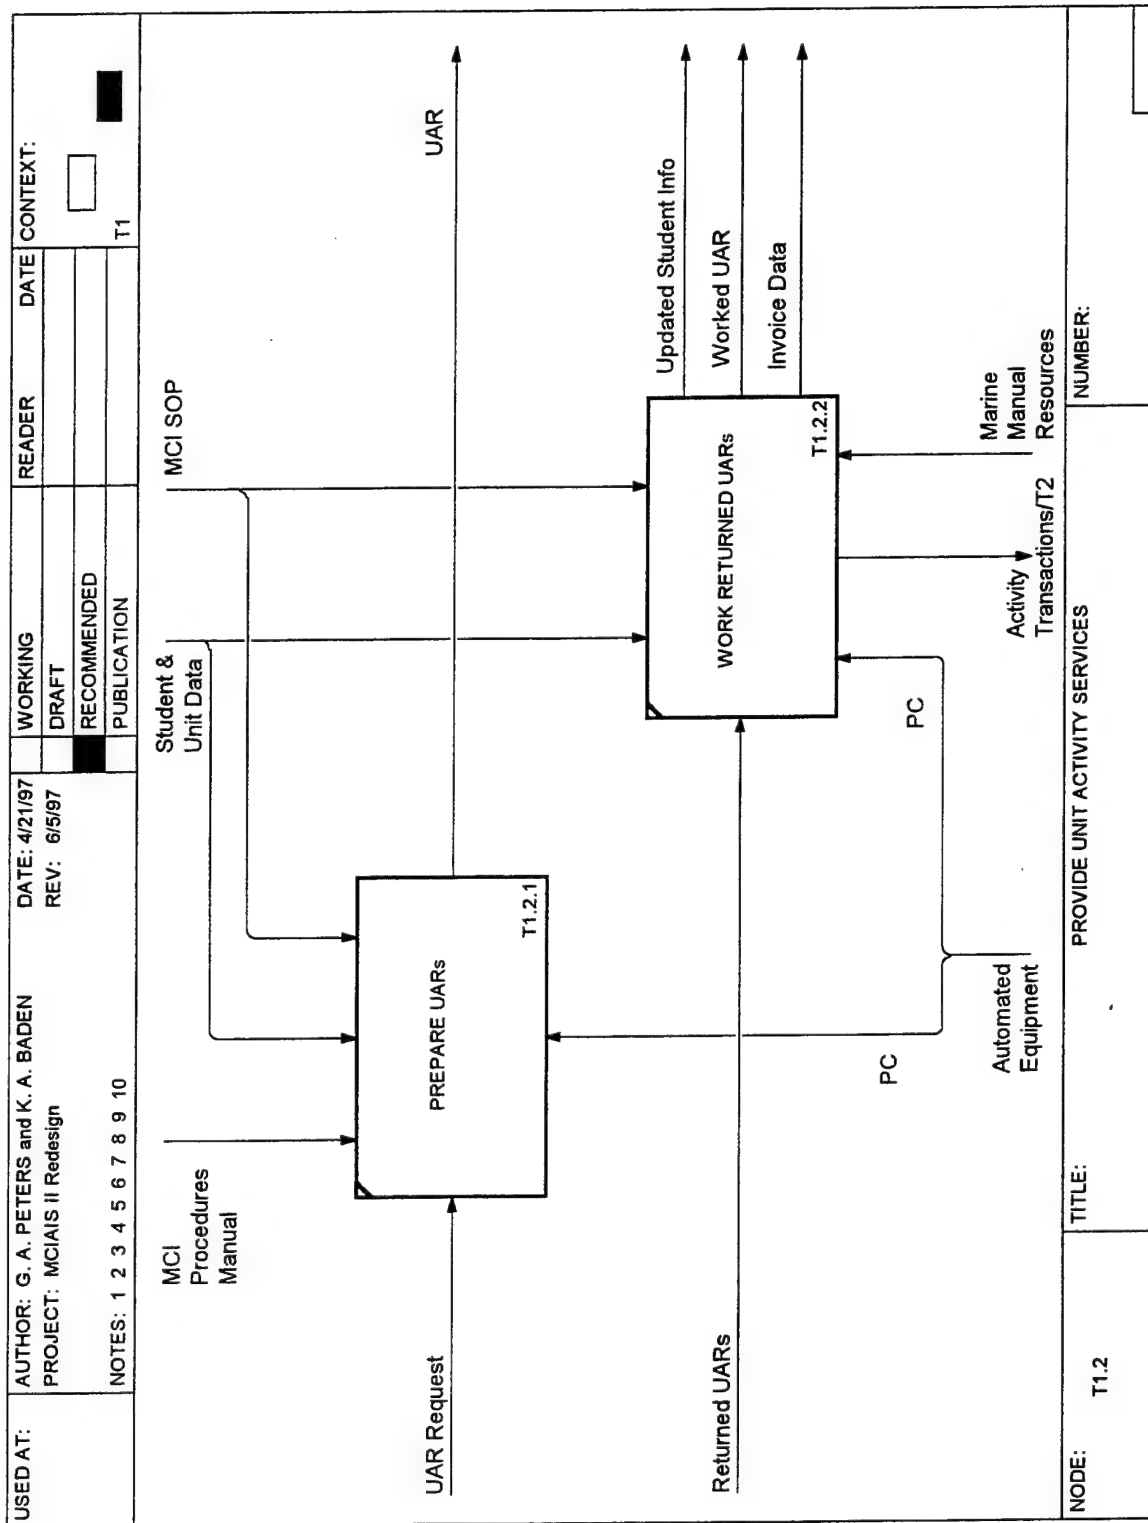 USED AT:
AUTHOR: G. A. PETERS and K. A. BADEN
PROJECT: MCIAIS II Redesign
NOTES: 1 2 3 4 5 6 7 8 9 10
DATE: 4/21/97
REV: 6/5/97
WORKING
DRAFT
RECOMMENDED
PUBLICATION
READER
DATE
CONTEXT:
T1
MCI
Procedures
Manual
Student &
Unit Data
MCI SOP
UAR Request
PREPARE UARs
T1.2.1
UAR
Returned UARs
WORK RETURNED UARs
T1.2.2
Updated Student Info
Worked UAR
Invoice Data
PC
PC
Automated
Equipment
Activity
Transactions/T2
Marine
Manual
Resources
NODE:
T1.2
TITLE:
PROVIDE UNIT ACTIVITY SERVICES
NUMBER: